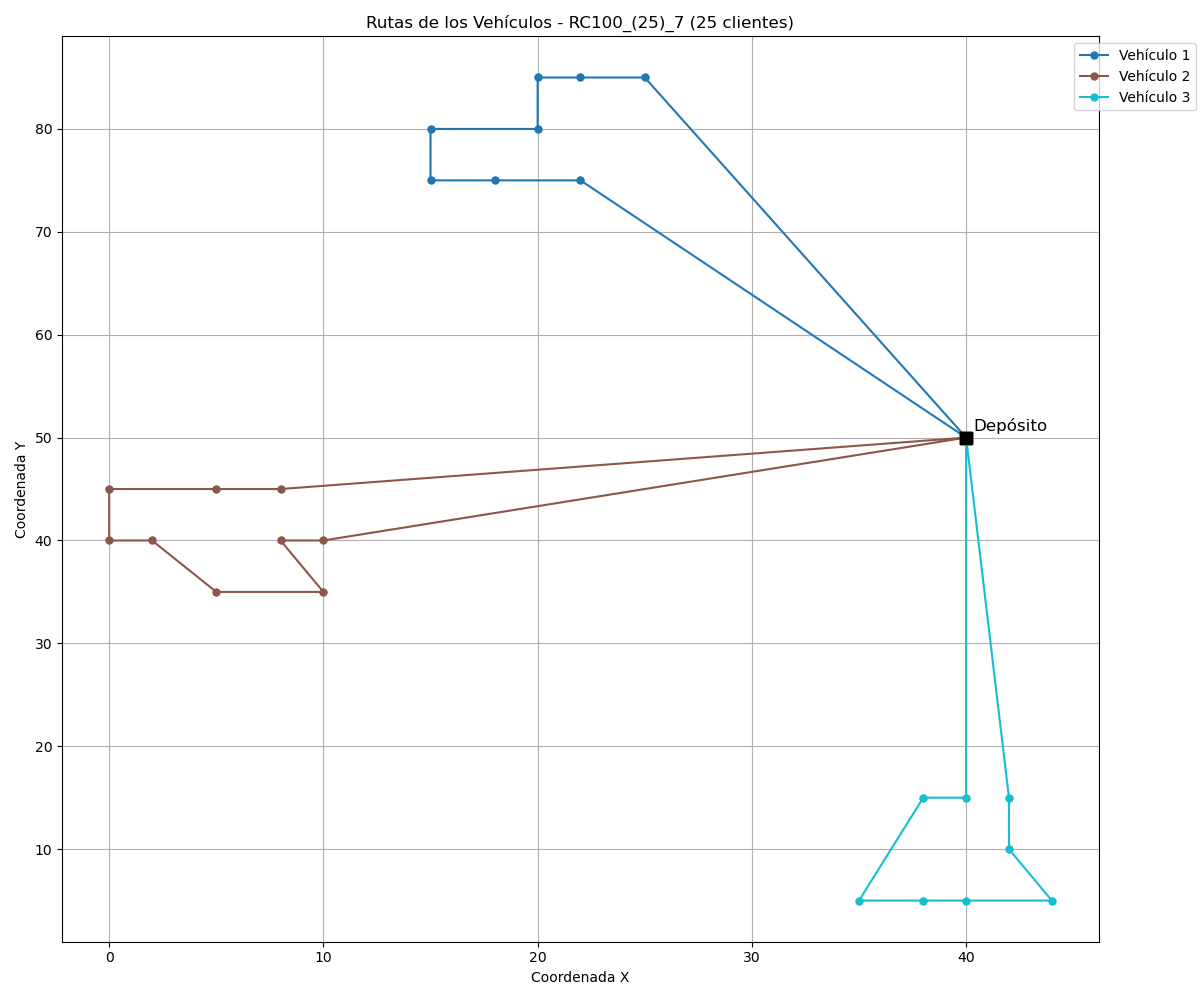 Rutas de los Vehículos - RC100_(25)_7 (25 clientes)
Vehículo 1
Vehículo 2
Vehículo 3
80
70
60
50
40
30
20
10
Coordenada Y
Depósito
0
10
20
30
40
Coordenada X